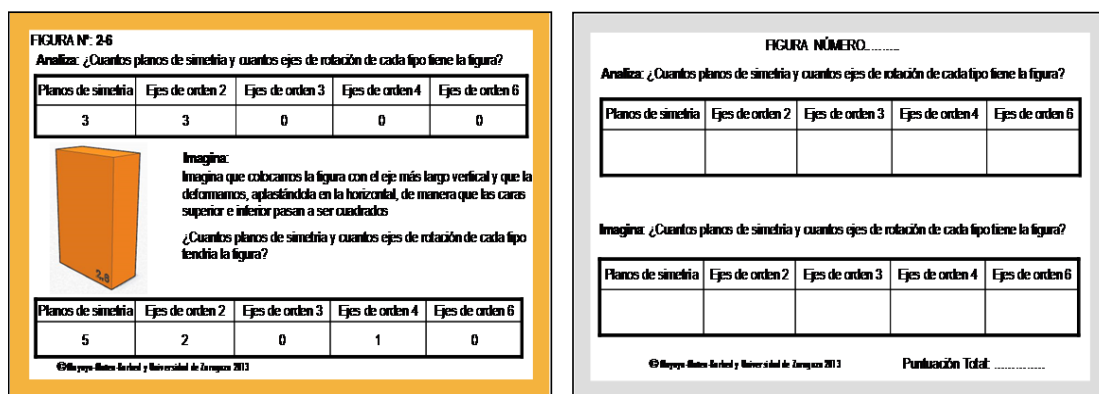 FIGURA Nº: 2-6
Analiza: ¿Cuantos planos de simetria y cuantos ejes de rotación de cada tipo tiene la figura?
Planos de simetria Ejes de orden 2 Ejes de orden 3 Ejes de orden 4 Ejes de orden 6
3 3 0 0 0
Imagina:
Imagina que colocamos la figura con el eje más largo vertical y que la
deformamos, aplastándola en la horizontal, de manera que las caras
superior e inferior pasan a ser cuadrados
¿Cuantos planos de simetria y cuantos ejes de rotación de cada tipo
tendria la figura?
2-6
Planos de simetria Ejes de orden 2 Ejes de orden 3 Ejes de orden 4 Ejes de orden 6
5 2 0 1 0
© y Universidad de Zaragoza 2013
FIGURA NÚMERO..........
Analiza: ¿Cuantos planos de simetria y cuantos ejes de rotación de cada tipo tiene la figura?
Planos de simetria Ejes de orden 2 Ejes de orden 3 Ejes de orden 4 Ejes de orden 6
Imagina: ¿Cuantos planos de simetria y cuantos ejes de rotación de cada tipo tiene la figura?
Planos de simetria Ejes de orden 2 Ejes de orden 3 Ejes de orden 4 Ejes de orden 6
© y Universidad de Zaragoza 2013 Puntuación Total: ...............